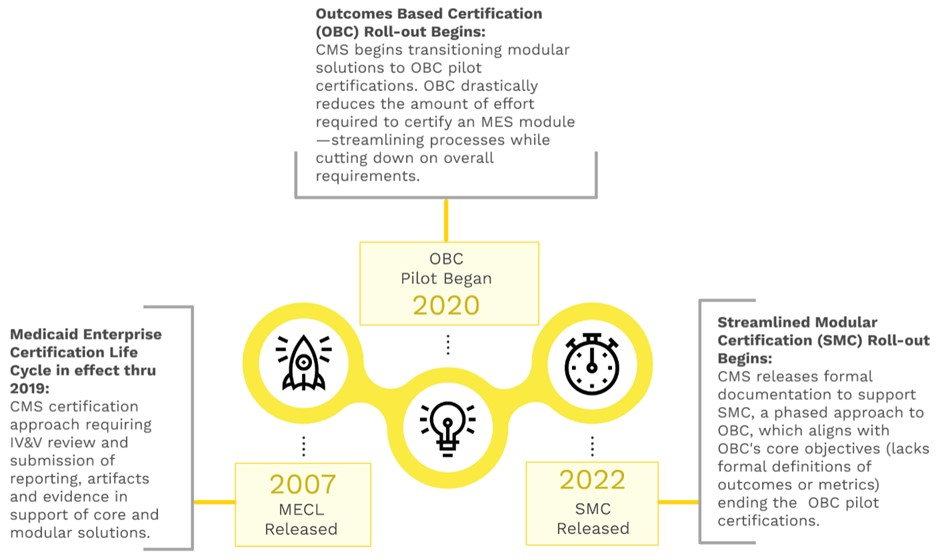 Outcomes Based Certification
(OBC) Roll-out Begins:
CMS begins transitioning modular
solutions to OBC pilot
certifications. OBC drastically
reduces the amount of effort
required to certify an MES module
—streamlining processes while
cutting down on overall
requirements.
OBC
Pilot Began
2020
Medicaid Enterprise
Certification Life
Cycle in effect thru
2019:
CMS certification
approach requiring
IV&V review and
submission of
reporting, artifacts
and evidence in
support of core and
modular solutions.
2007
MECL
Released
2022
SMC
Released
Streamlined Modular
Certification (SMC) Roll-out
Begins:
CMS releases formal
documentation to support
SMC, a phased approach to
OBC, which aligns with
OBC's core objectives (lacks
formal definitions of
outcomes or metrics)
ending the OBC pilot
certifications.